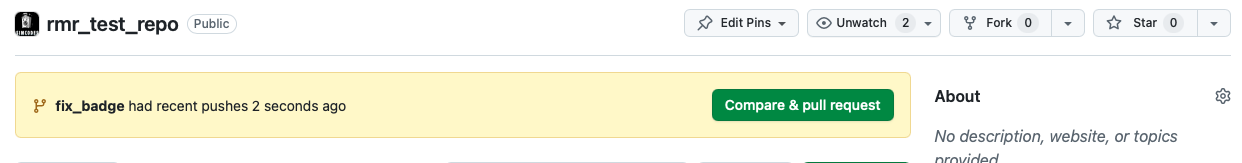 rmr_test_repo Public Edit Pins Unwatch 2 Fork 0 Star 0
fix_badge had recent pushes 2 seconds ago Compare & pull request
About
No description, website, or topics
provided